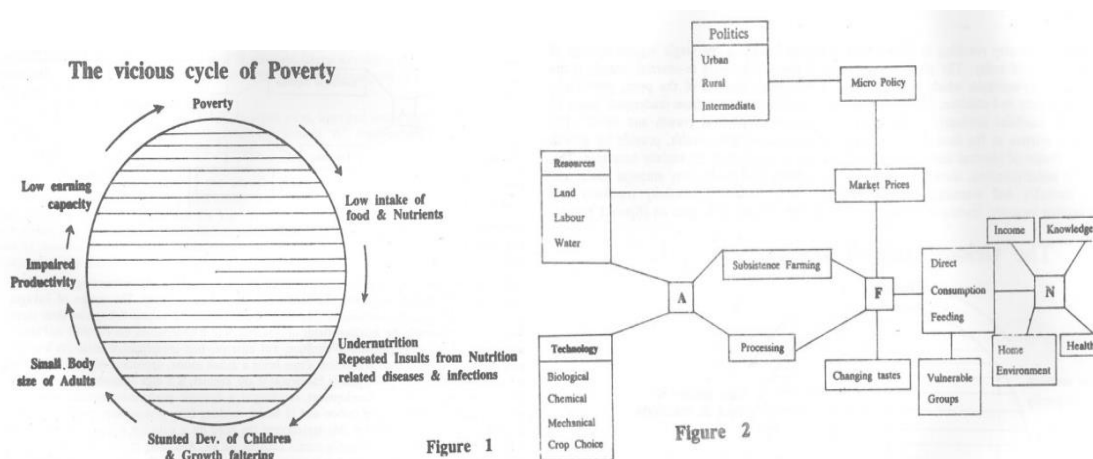 The vicious cycle of Poverty
Poverty
Low intake of
food & Nutrients
Undernutrition
Repeated Insults from Nutrition
related diseases & infections
Stunted Dev. of Children
& Growth faltering
Small Body
size of Adults
Impaired
Productivity
Low earning
capacity
Figure 1
Politics
Urban
Rural
Intermediate
Micro Policy
Resources
Land
Labour
Water
Market Prices
Subsistence Farming
A
F
Processing
Technology
Biological
Chemical
Mechanical
Crop Choice
Changing tastes
Direct
Consumption
Feeding
Vulnerable
Groups
Income
Knowledge
N
Home
Environment
Health
Figure 2